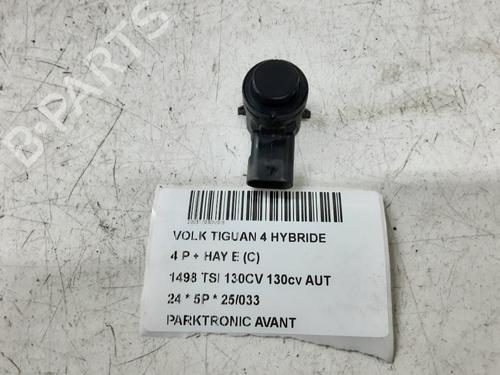 B-PARTS
VOLK TIGUAN 4 HYBRIDE
4 P + HAY E (C)
1498 TSI 130CV 130cv AUT
24 * 5P * 25/033
PARKTRONIC AVANT